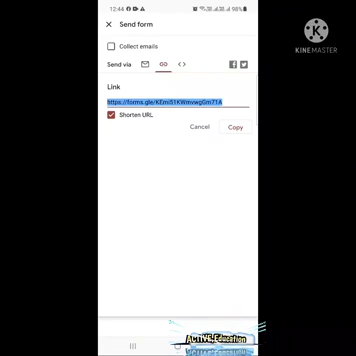 12:44
98%
Send form
Collect emails
Send via
Link
https://forms.gle/KEmi51KWmvwgGm71A
Shorten URL
Cancel
Copy
KINEMASTER
ACTIVE Education